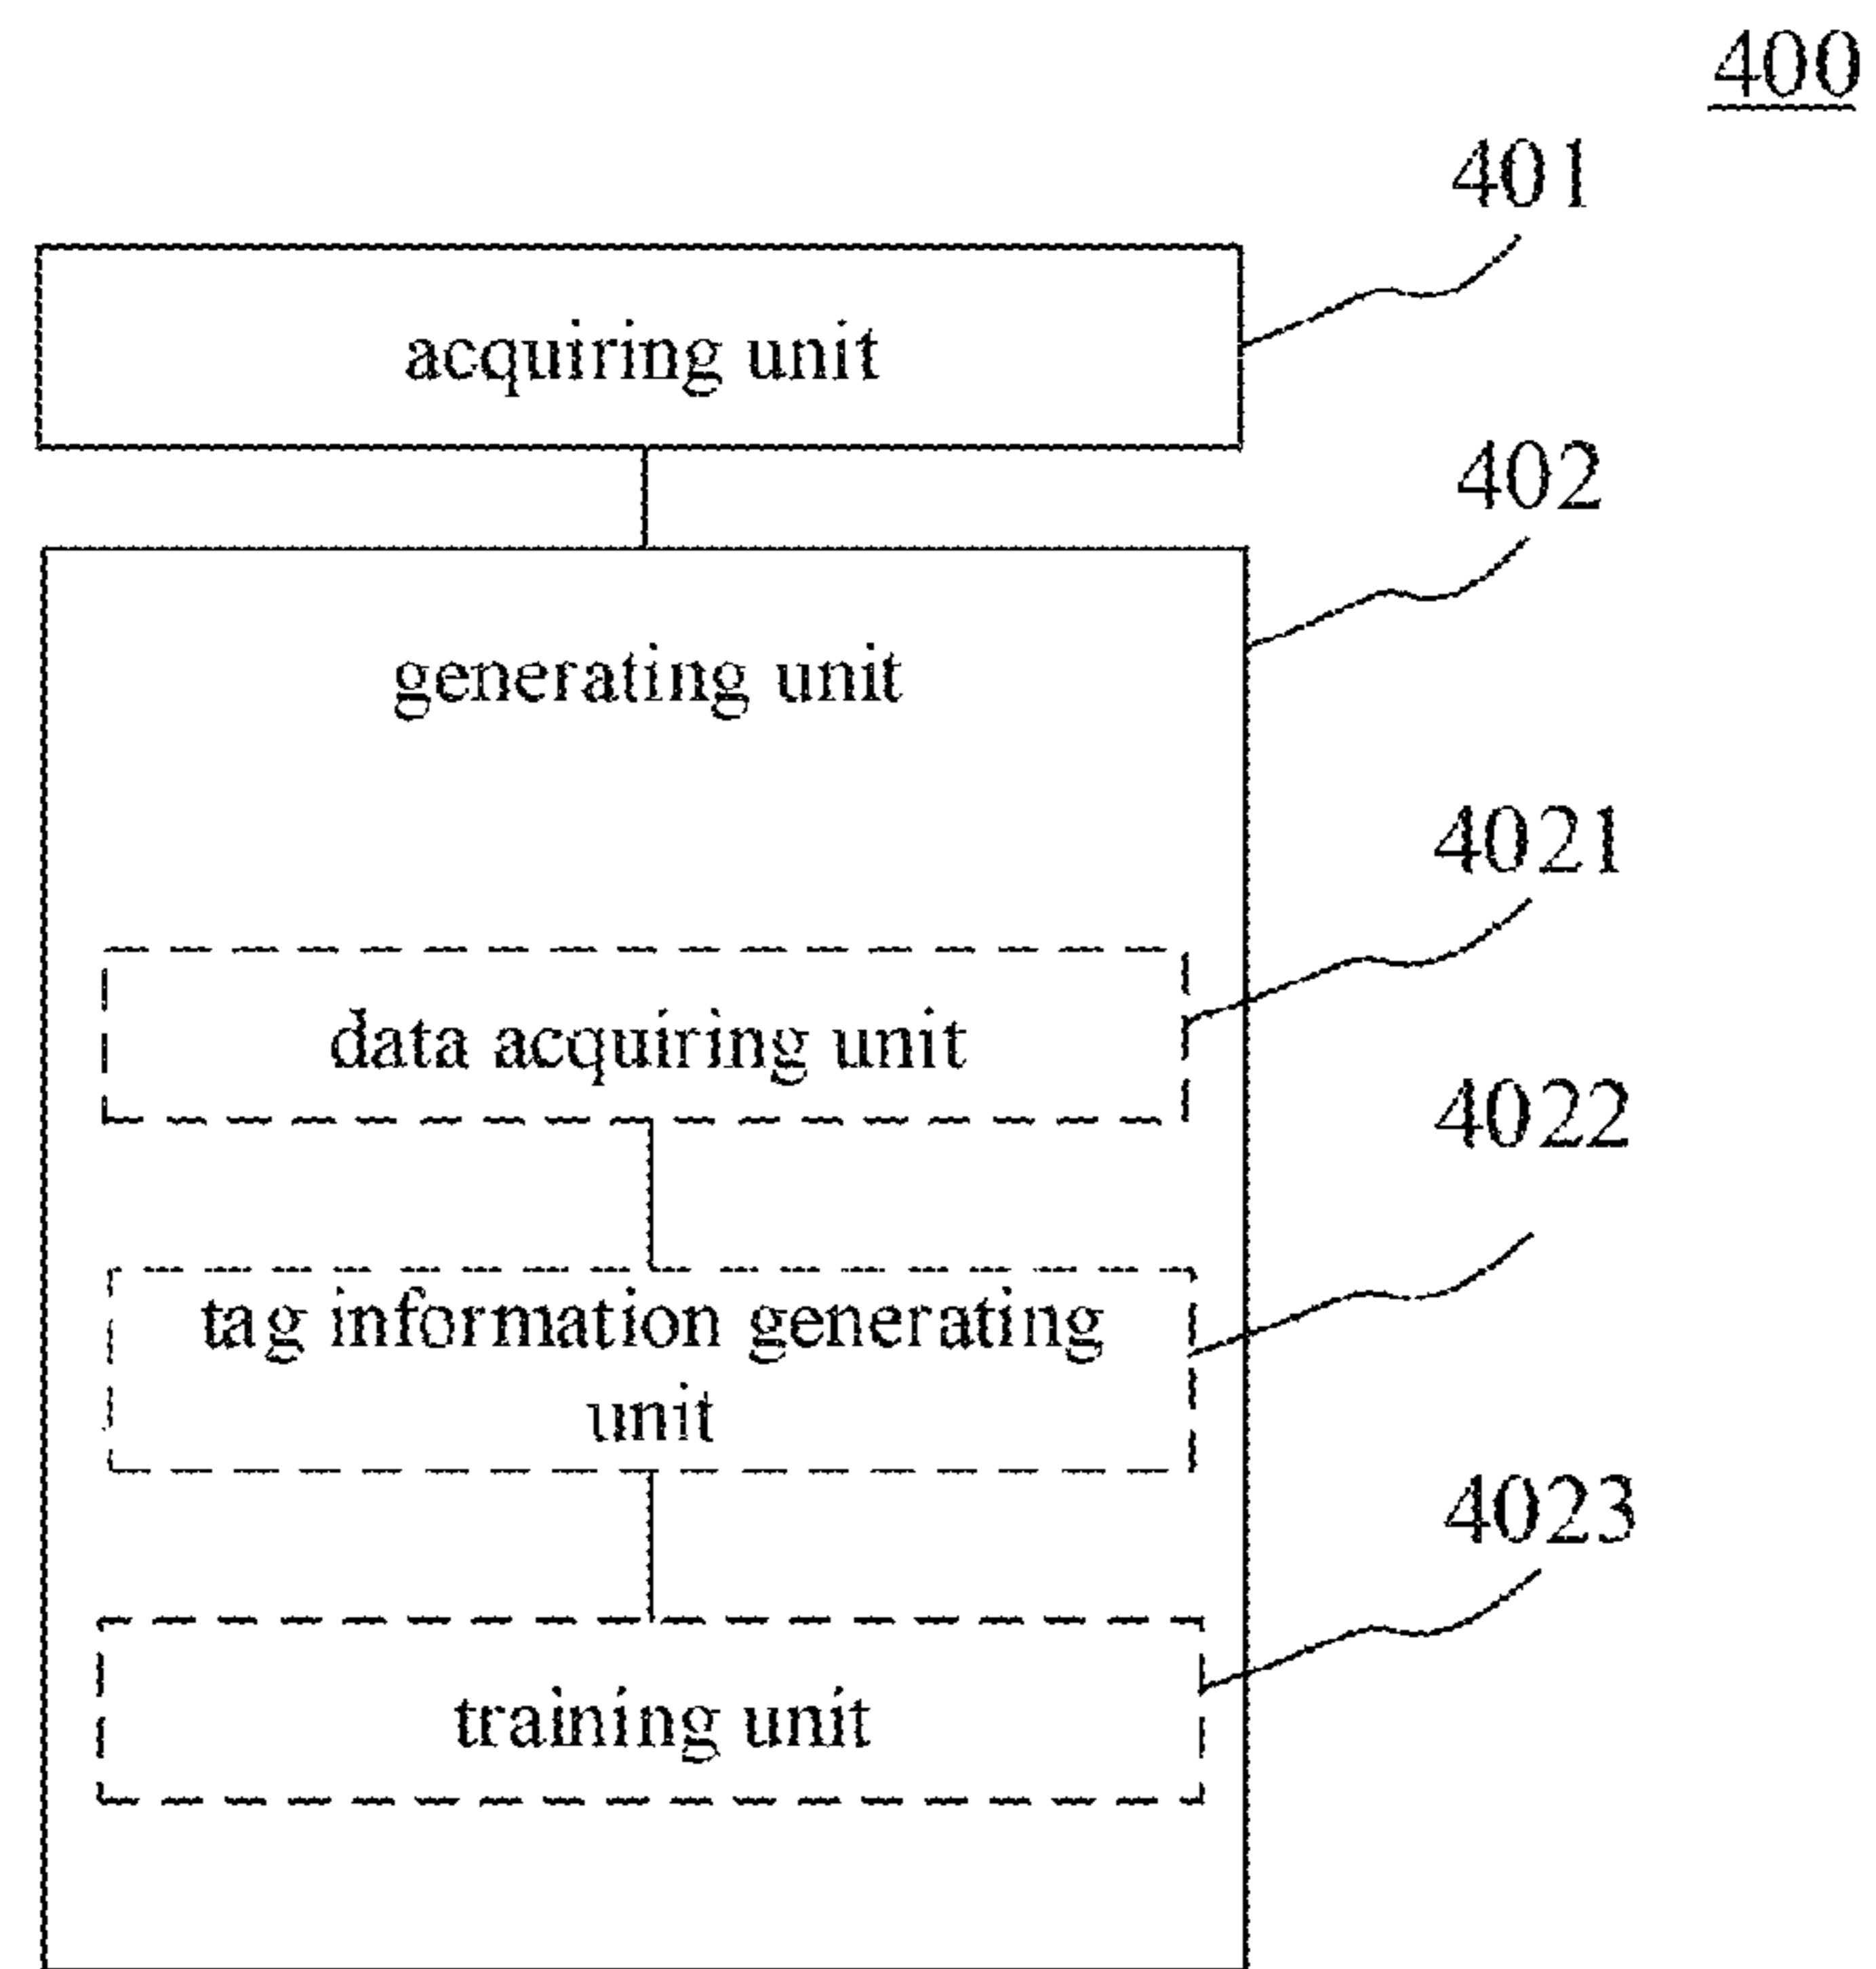 400
401
acquiring unit
402
generating unit
4021
data acquiring unit
4022
tag information generating
unit
4023
training unit